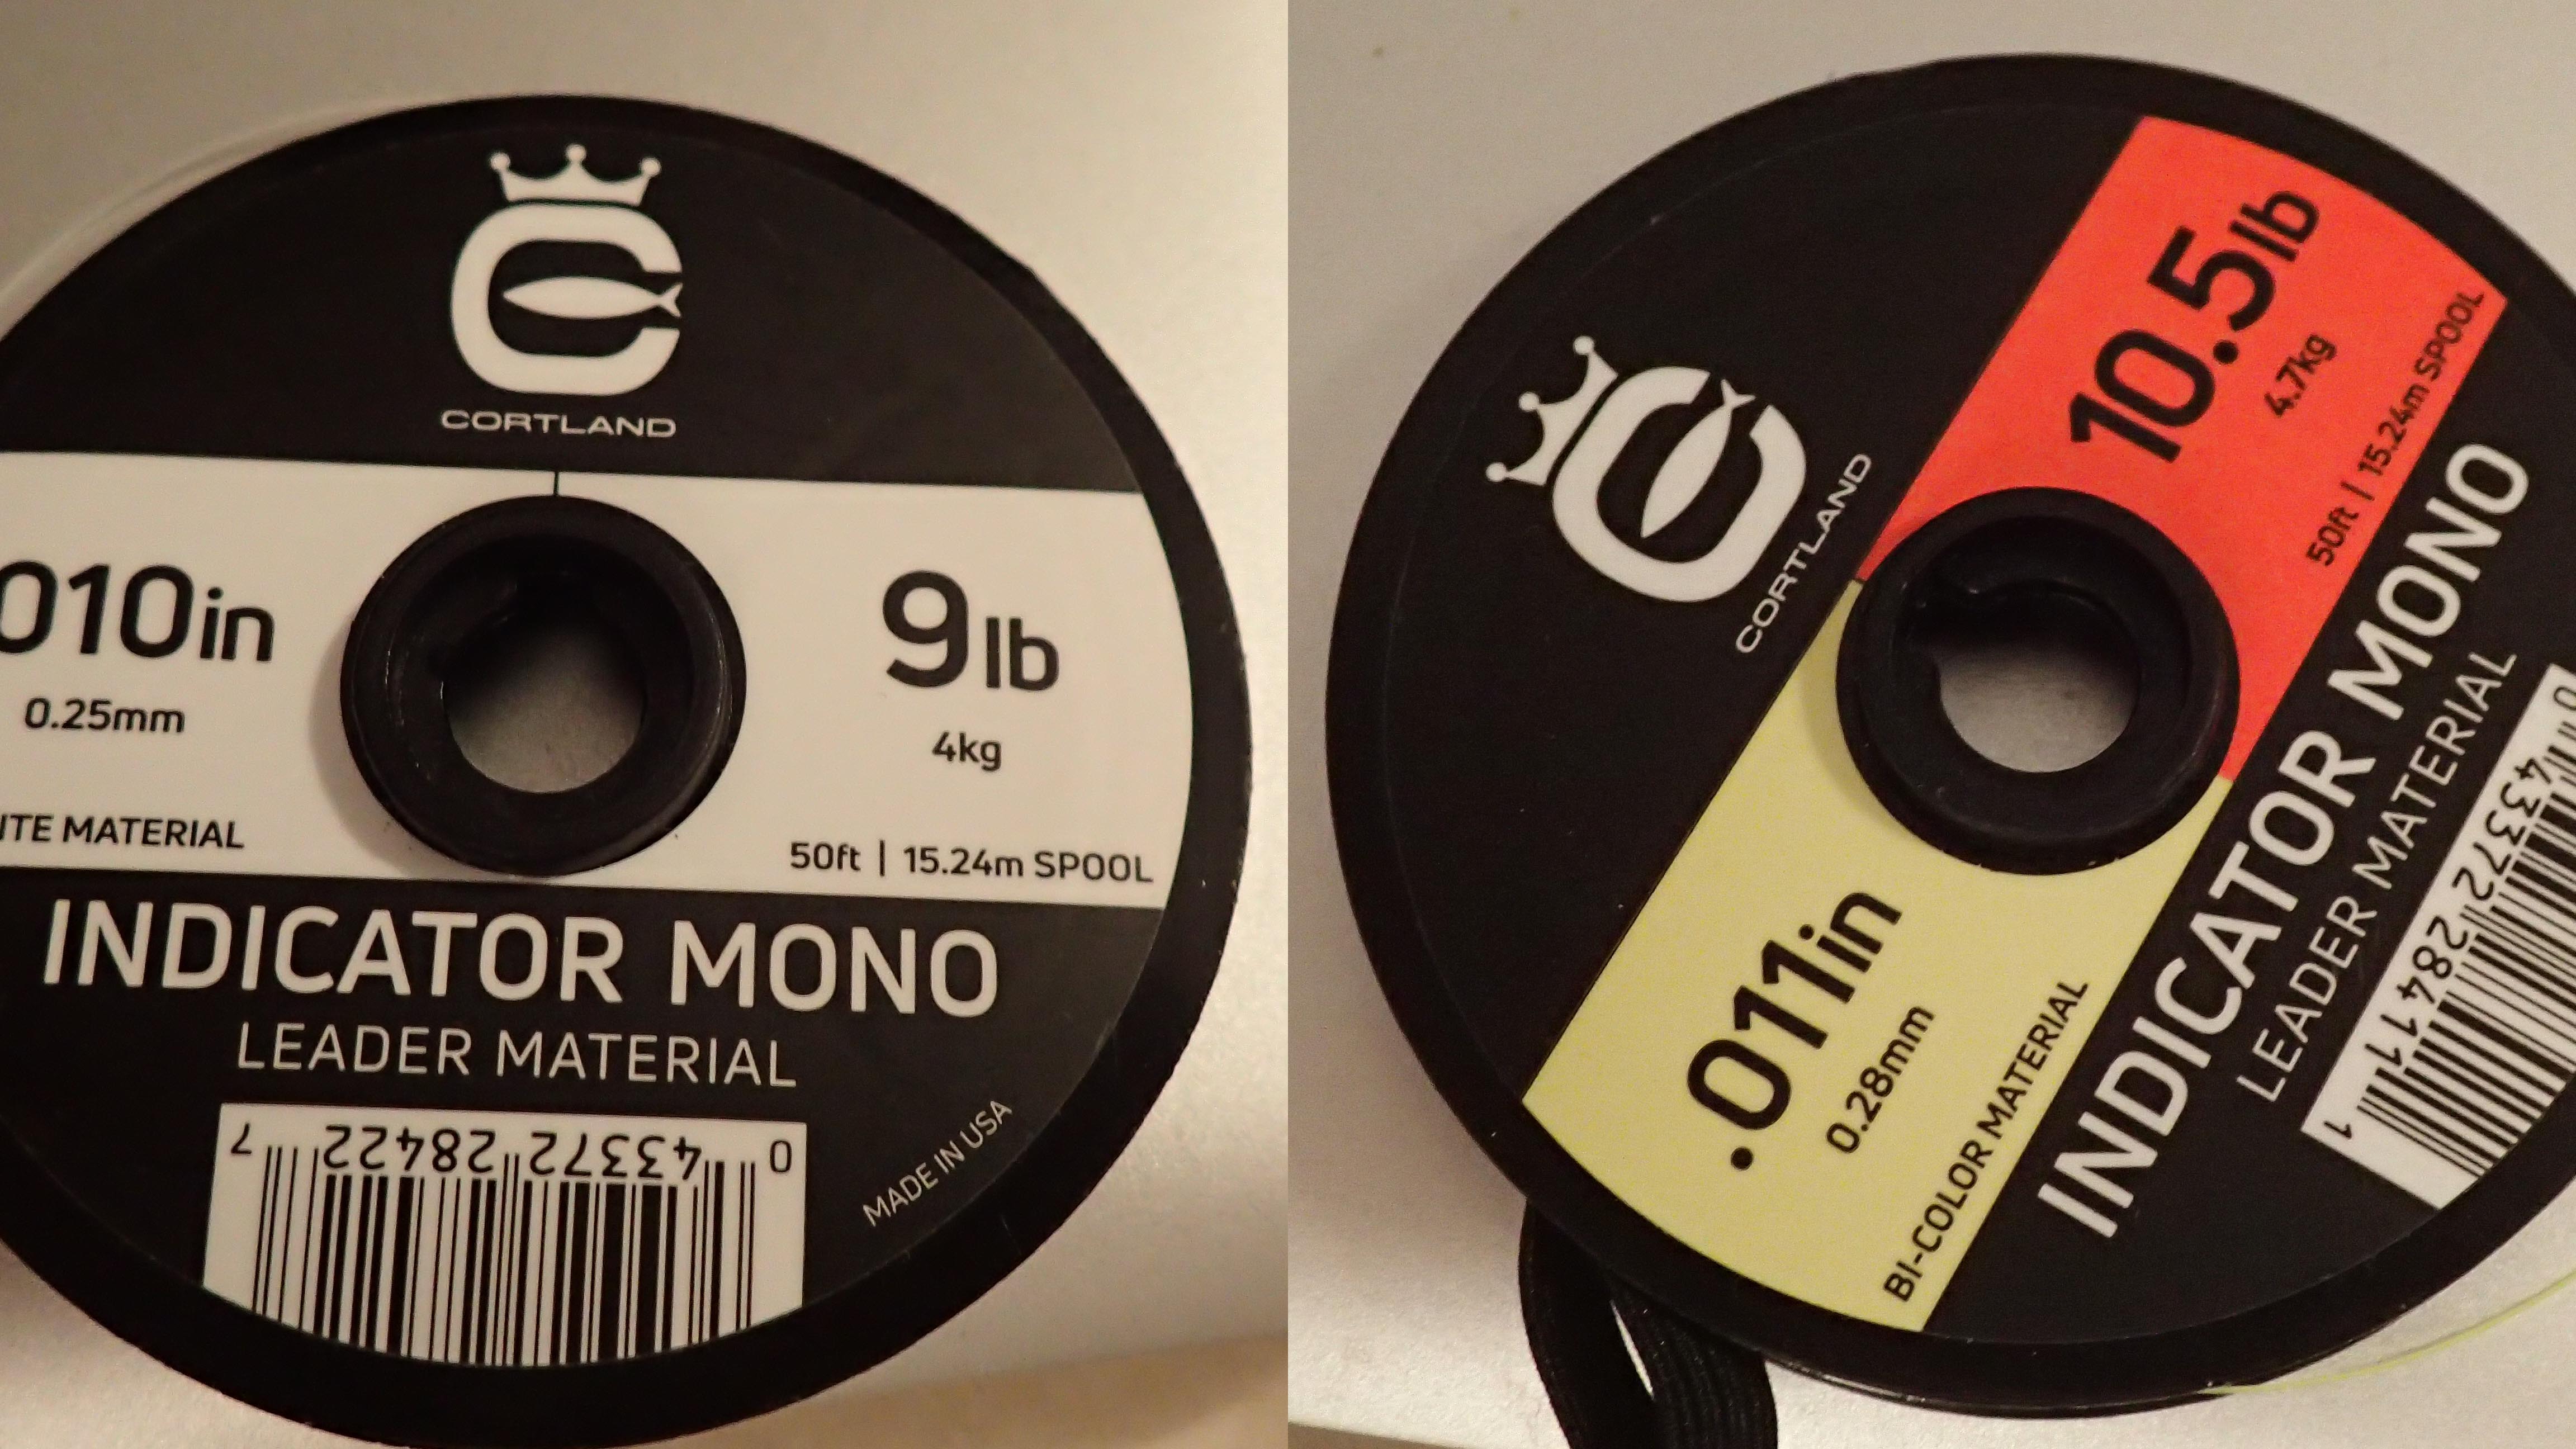 CORTLAND
010in
0.25mm
9lb
4kg
ITE MATERIAL
50ft | 15.24m SPOOL
INDICATOR MONO
LEADER MATERIAL
MADE IN USA
0 43372 28422 7
CORTLAND
10.5lb
4.7kg
50ft | 15.24m SPOOL
.011in
0.28mm
BI-COLOR MATERIAL
INDICATOR MONO
LEADER MATERIAL
0 43372 28411 1